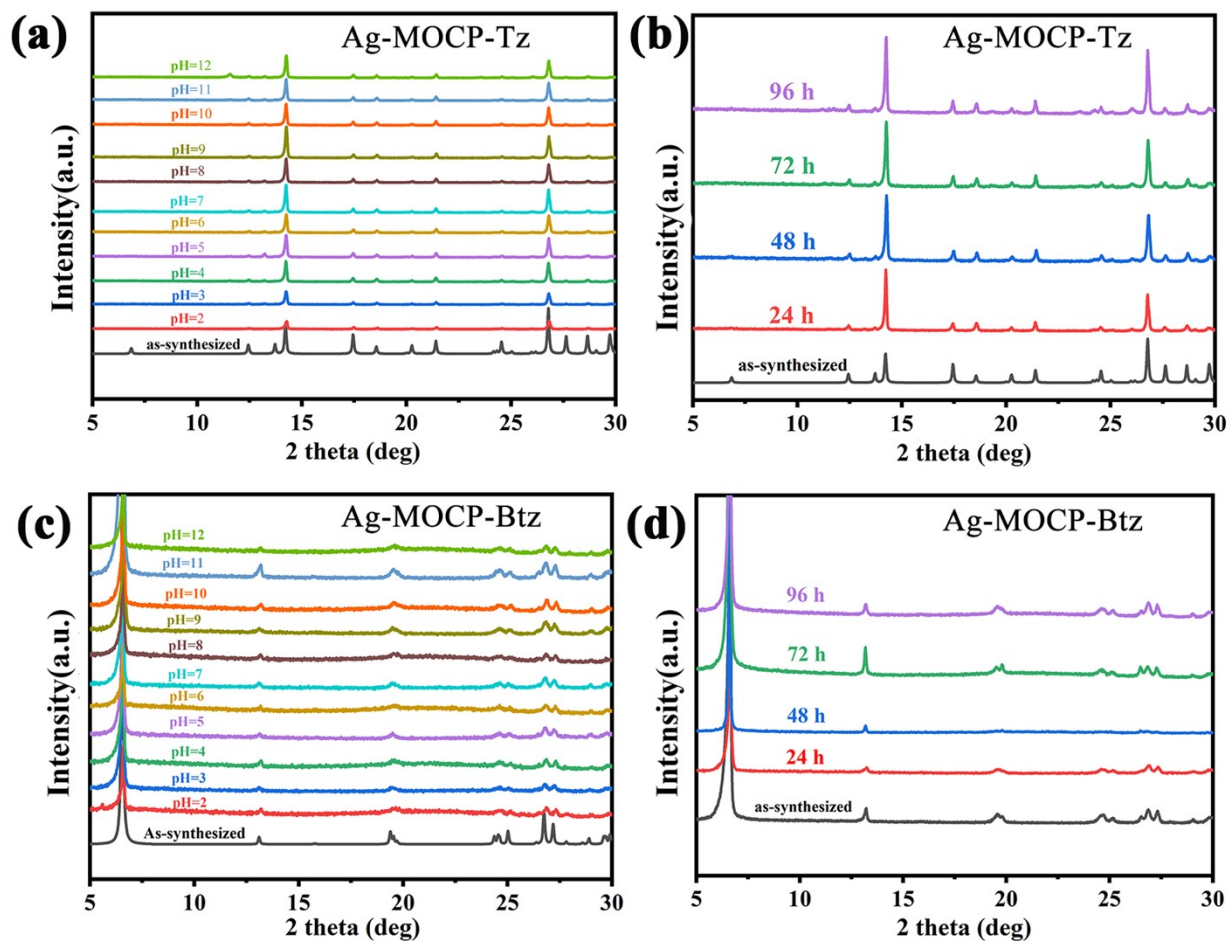 (a)
Ag-MOCP-Tz
pH=12
pH=11
pH=10
pH=9
pH=8
pH=7
pH=6
pH=5
pH=4
pH=3
pH=2
as-synthesized
Intensity(a.u.)
5 10 15 20 25 30
2 theta (deg)
(b)
Ag-MOCP-Tz
96 h
72 h
48 h
24 h
as-synthesized
Intensity(a.u.)
5 10 15 20 25 30
2 theta (deg)
(c)
Ag-MOCP-Btz
pH=12
pH=11
pH=10
pH=9
pH=8
pH=7
pH=6
pH=5
pH=4
pH=3
pH=2
As-synthesized
Intensity(a.u.)
5 10 15 20 25 30
2 theta (deg)
(d)
Ag-MOCP-Btz
96 h
72 h
48 h
24 h
as-synthesized
Intensity(a.u.)
5 10 15 20 25 30
2 theta (deg)